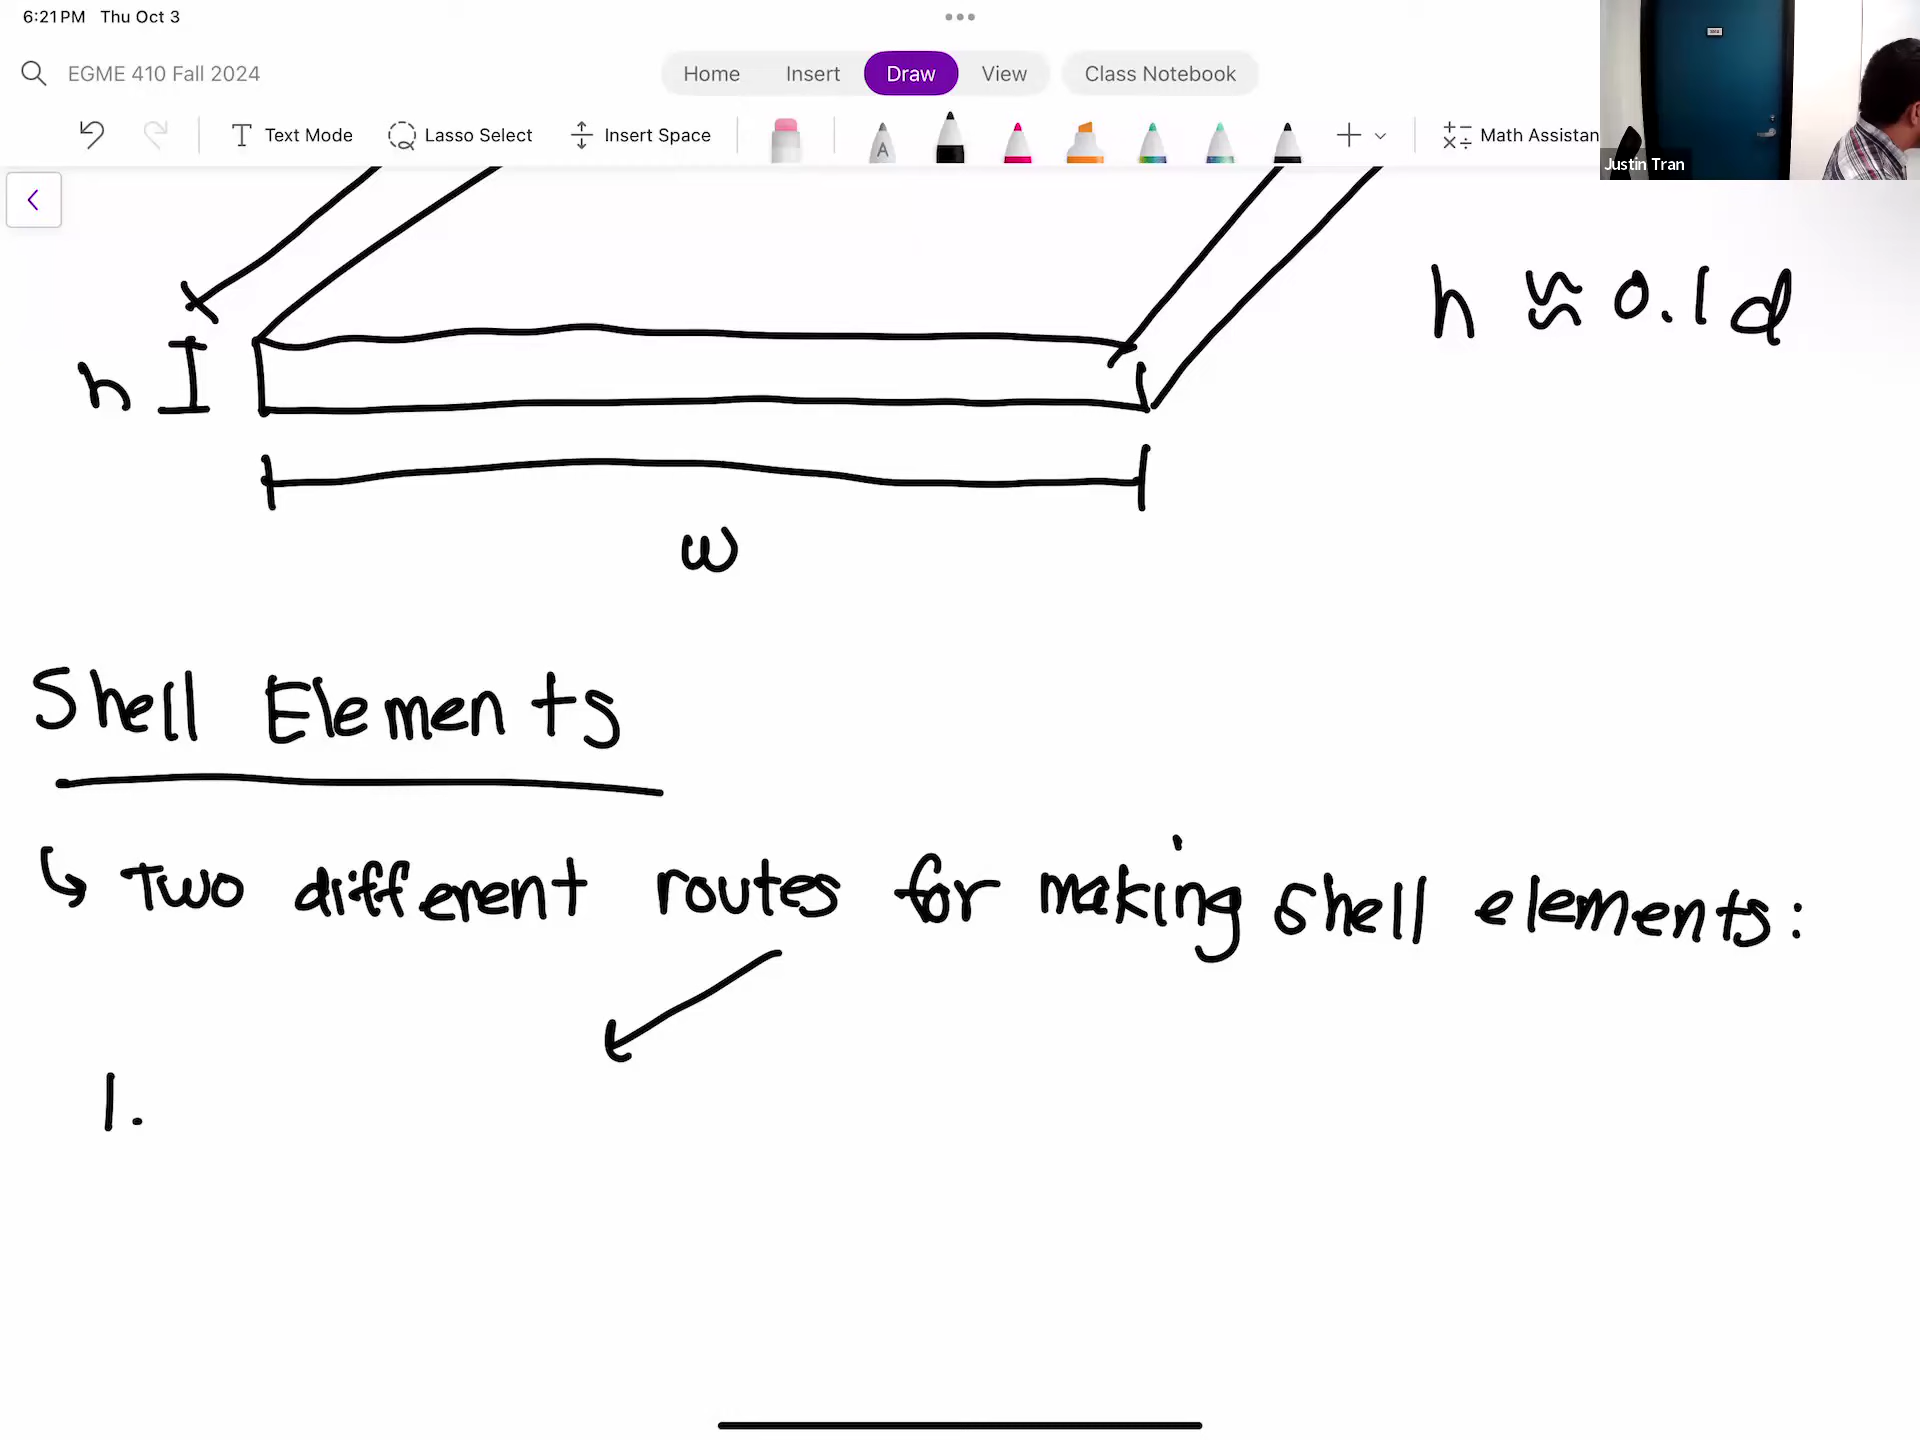 6:21 PM Thu Oct 3
EGME 410 Fall 2024
Home Insert Draw View Class Notebook
Text Mode Lasso Select Insert Space A Math Assistan
Justin Tran
h ≈ 0.1d
h
w
Shell Elements
↳ Two different routes for making shell elements:
1.